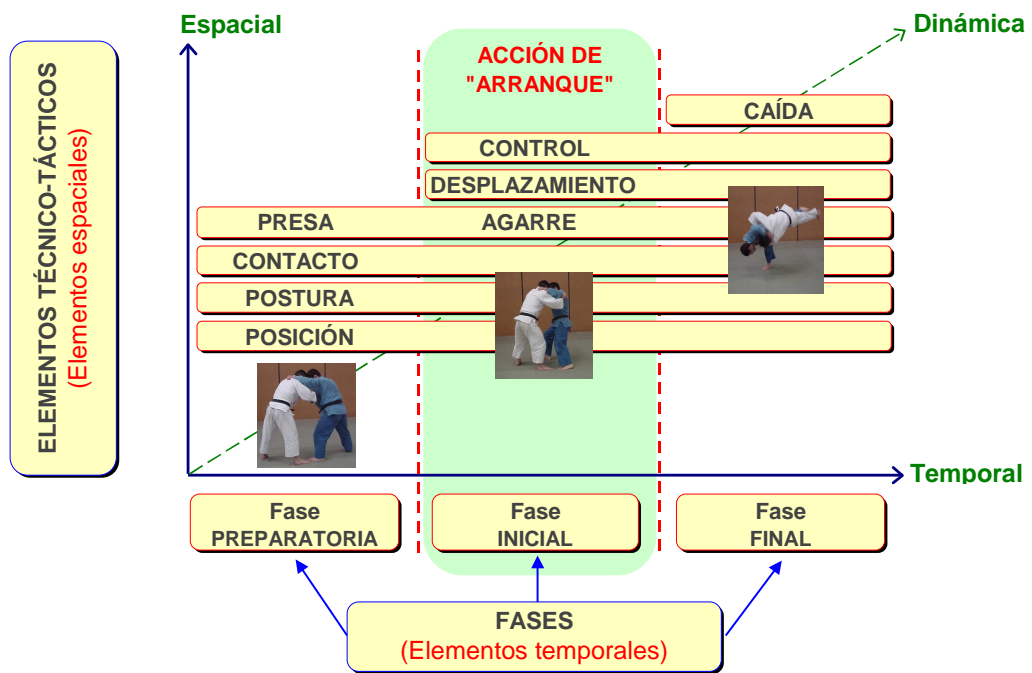 Espacial
Dinámica
ELEMENTOS TÉCNICO-TÁCTICOS
(Elementos espaciales)
ACCIÓN DE
"ARRANQUE"
CAÍDA
CONTROL
DESPLAZAMIENTO
PRESA AGARRE
CONTACTO
POSTURA
POSICIÓN
Temporal
Fase
PREPARATORIA
Fase
INICIAL
Fase
FINAL
FASES
(Elementos temporales)